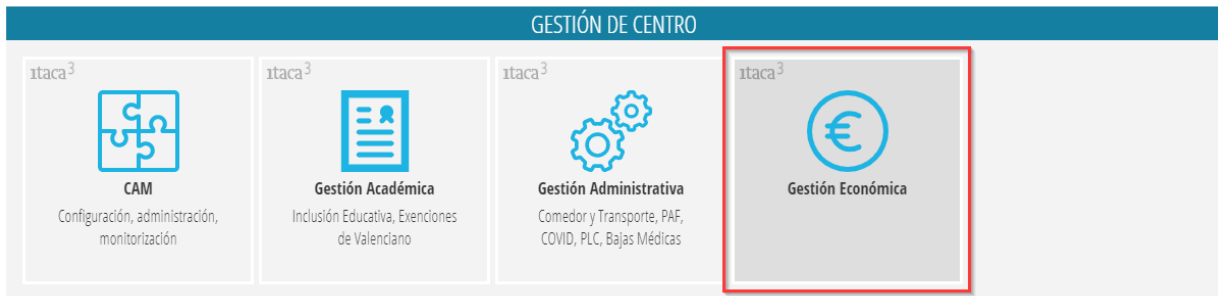 GESTIÓN DE CENTRO
ıtaca3
ıtaca3
ıtaca3
ıtaca3
CAM
Configuración, administración,
monitorización
Gestión Académica
Inclusión Educativa, Exenciones
de Valenciano
Gestión Administrativa
Comedor y Transporte, PAF,
COVID, PLC, Bajas Médicas
€
Gestión Económica